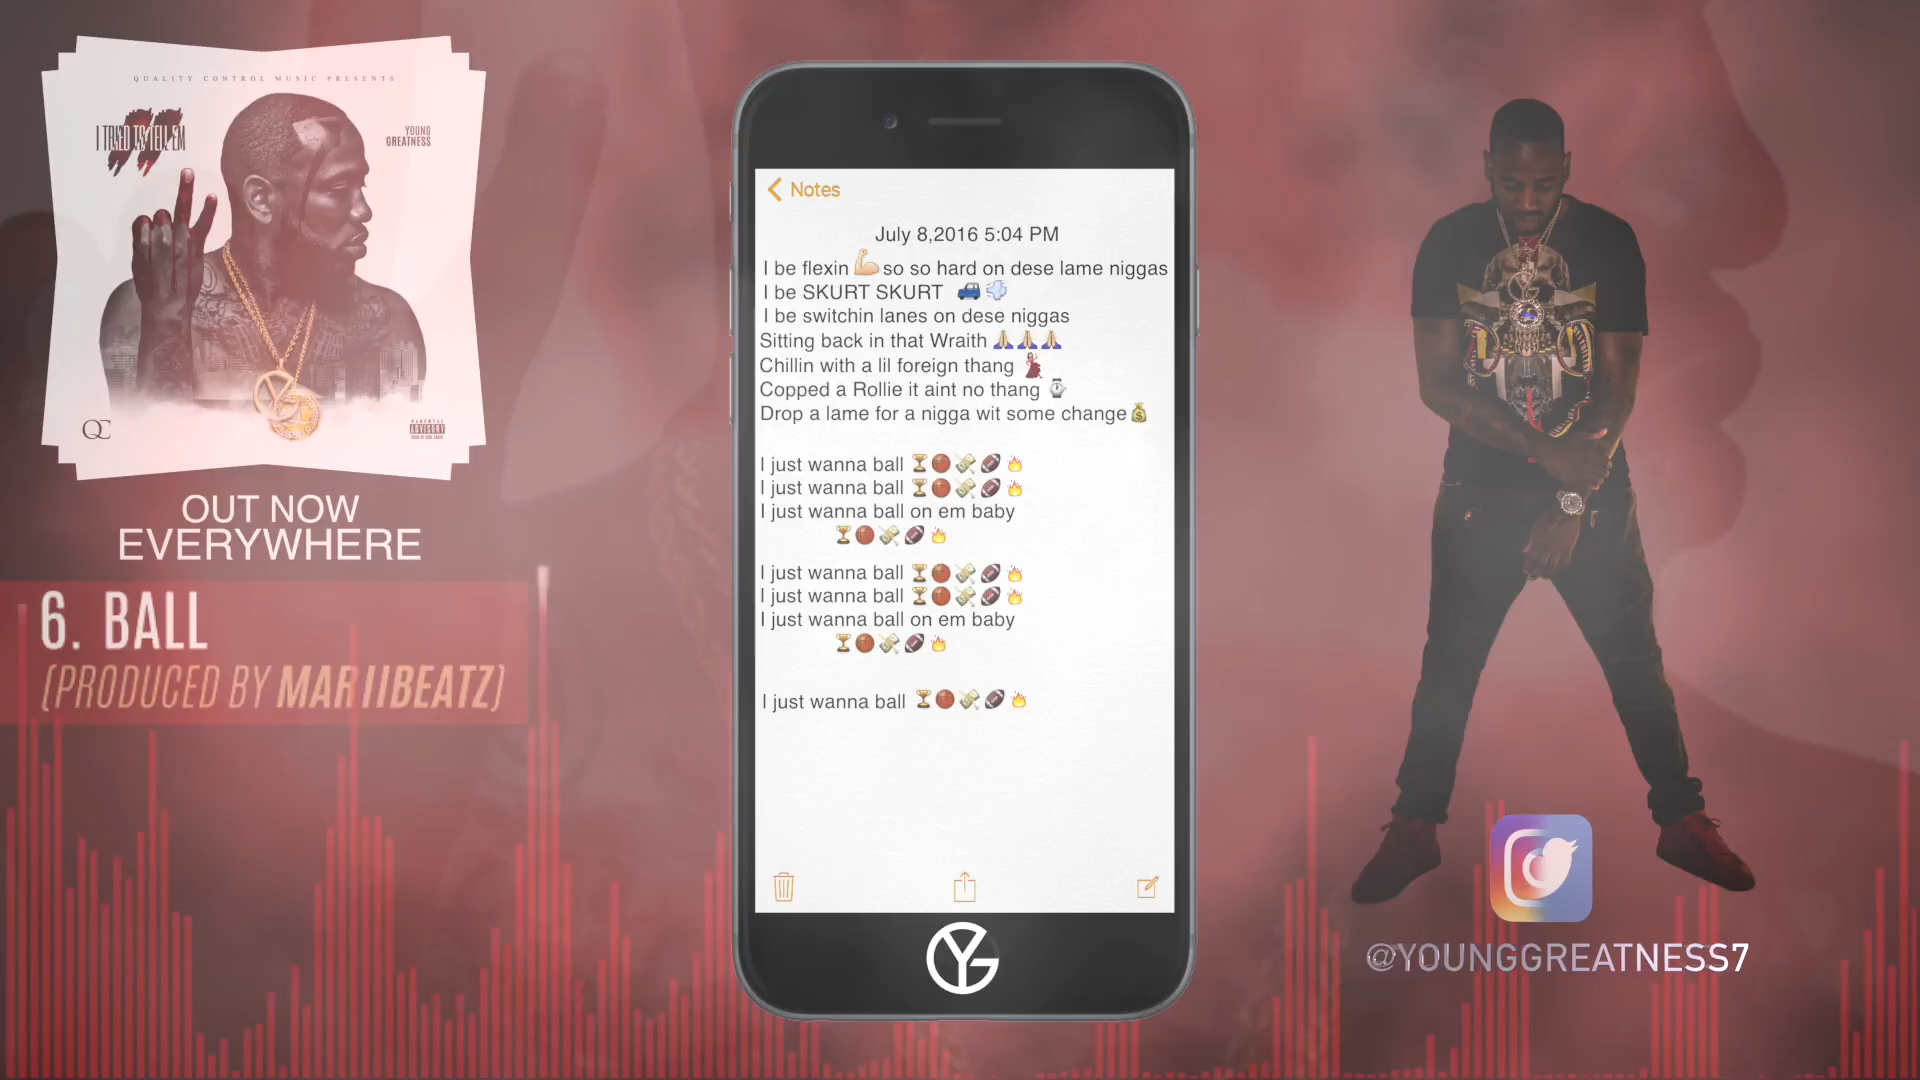 QUALITY CONTROL MUSIC PRESENTS
I TRIED TO TELL EM
YOUNG
GREATNESS
QC
PARENTAL
ADVISORY
OUT NOW
EVERYWHERE
6. BALL
(PRODUCED BY MARIIBEATZ)
Notes
July 8,2016 5:04 PM
I be flexin 💪🏼 so so hard on dese lame niggas
I be SKURT SKURT 🚙💨
I be switchin lanes on dese niggas
Sitting back in that Wraith 🙏🏼🙏🏼🙏🏼
Chillin with a lil foreign thang 💃
Copped a Rollie it aint no thang ⌚
Drop a lame for a nigga wit some change💰
I just wanna ball 🏆🏀💸🏈🔥
I just wanna ball 🏆🏀💸🏈🔥
I just wanna ball on em baby
🏆🏀💸🏈🔥
I just wanna ball 🏆🏀💸🏈🔥
I just wanna ball 🏆🏀💸🏈🔥
I just wanna ball on em baby
🏆🏀💸🏈🔥
I just wanna ball 🏆🏀💸🏈🔥
YG
@YOUNGGREATNESS7